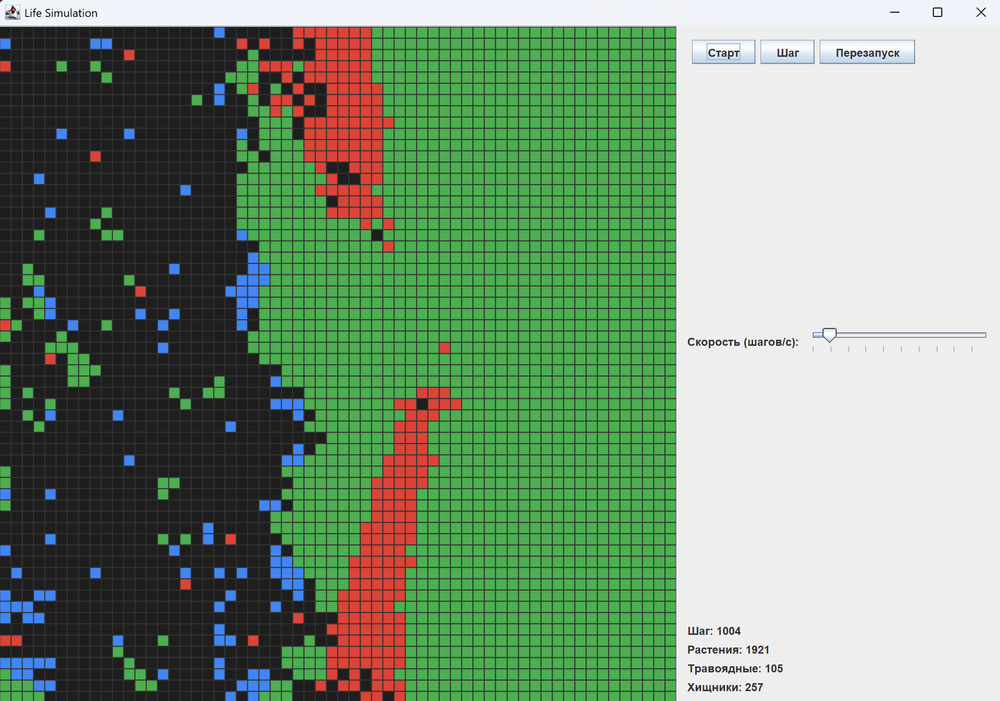 Life Simulation
Старт Шаг Перезапуск
Скорость (шагов/с):
Шаг: 1004
Растения: 1921
Травоядные: 105
Хищники: 257